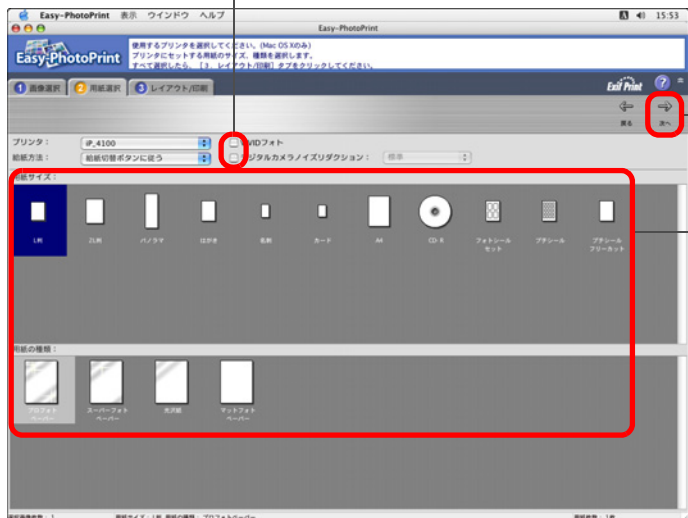 Easy-PhotoPrint 表示 ウインドウ ヘルプ
A
15:53
Easy-PhotoPrint
Easy-PhotoPrint
使用するプリンタを選択してください。(Mac OS Xのみ)
プリンタにセットする用紙のサイズ、種類を選択します。
すべて選択したら、[3. レイアウト/印刷] タブをクリックしてください。
1 画像選択
2 用紙選択
3 レイアウト/印刷
Exif Print
?
戻る
次へ
プリンタ:
iP_4100
VIVIDフォト
給紙方法:
給紙切替ボタンに従う
デジタルカメラノイズリダクション:
標準
用紙サイズ:
L判
2L判
パノラマ
はがき
名刺
カード
A4
CD-R
フォトシール
セット
プチシール
プチシール
フリーカット
用紙の種類:
プロフォト
ペーパー
スーパーフォト
ペーパー
光沢紙
マットフォト
ペーパー